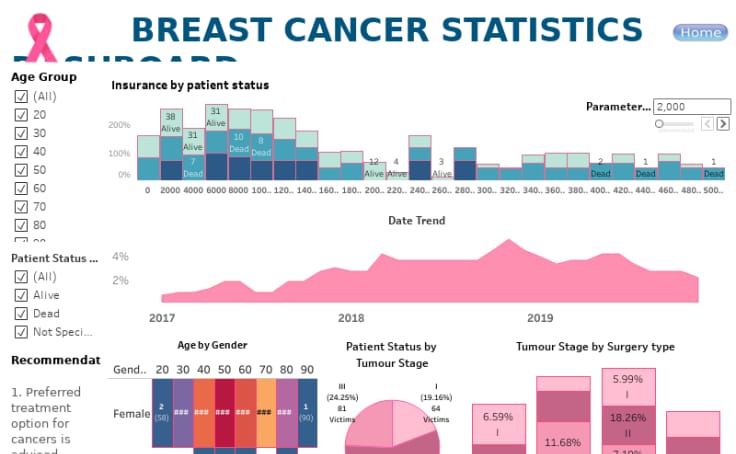 BREAST CANCER STATISTICS
Home
Age Group
(All)
20
30
40
50
60
70
80
Patient Status ...
(All)
Alive
Dead
Not Speci...
Recommendat
1. Preferred
treatment
option for
cancers is
advised
Insurance by patient status
Parameter... 2,000
200%
100%
0%
38
Alive
31
Alive
7
Dead
31
Alive
10
Dead
8
Dead
12
Alive
4
Alive
3
Alive
2
Dead
1
Dead
1
Dead
0 2000 4000 6000 8000 100.. 120.. 140.. 160.. 180.. 200.. 220.. 240.. 260.. 280.. 300.. 320.. 340.. 360.. 380.. 400.. 420.. 440.. 460.. 480.. 500..
Date Trend
4%
2%
2017 2018 2019
Age by Gender
Gend.. 20 30 40 50 60 70 80 90
Female
2
(58)
### ### ### ### ### ###
1
(90)
Patient Status by
Tumour Stage
III
(24.25%)
81
Victims
I
(19.16%)
64
Victims
Tumour Stage by Surgery type
6.59%
I
11.68%
5.99%
I
18.26%
II
7.19%